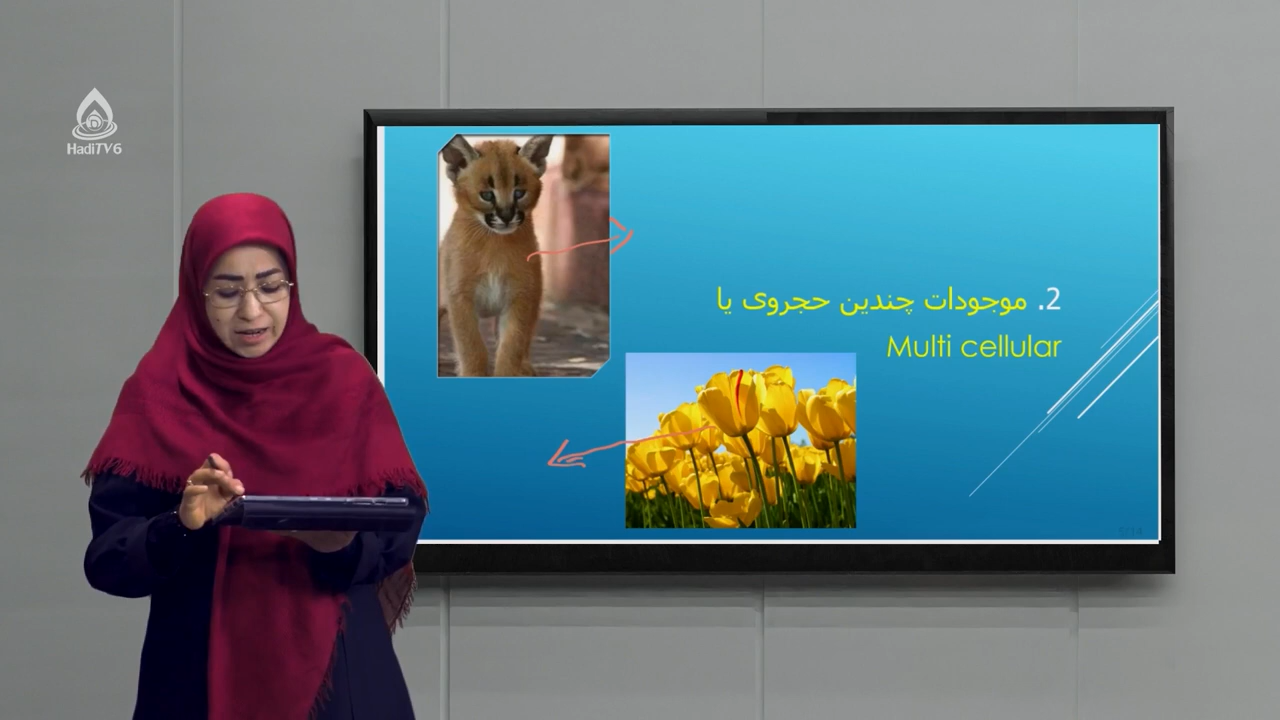 HadiTV6
2. موجودات چندین حجروی یا
Multi cellular